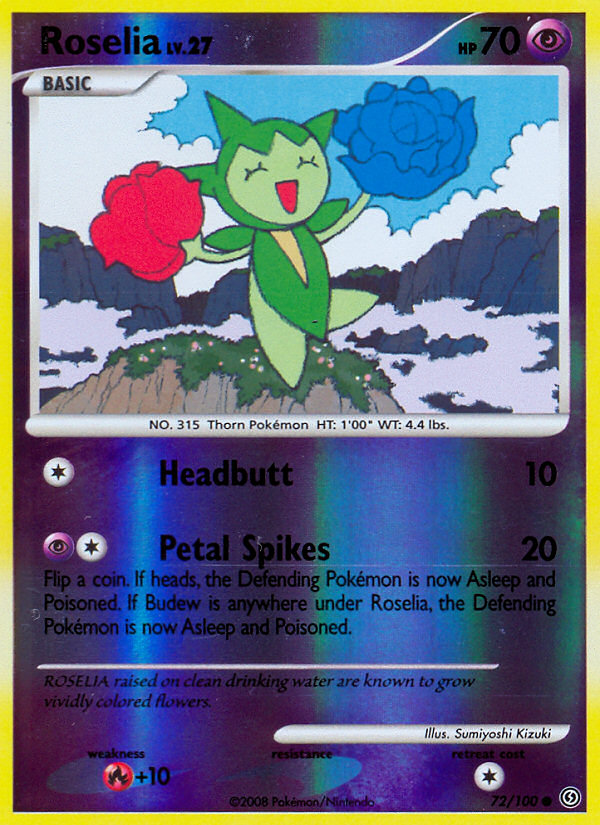 Roselia LV.27 HP 70
BASIC
NO. 315 Thorn Pokémon HT: 1'00" WT: 4.4 lbs.
Headbutt 10
Petal Spikes 20
Flip a coin. If heads, the Defending Pokémon is now Asleep and
Poisoned. If Budew is anywhere under Roselia, the Defending
Pokémon is now Asleep and Poisoned.
ROSELIA raised on clean drinking water are known to grow
vividly colored flowers.
Illus. Sumiyoshi Kizuki
weakness resistance retreat cost
+10
©2008 Pokémon/Nintendo 72/100